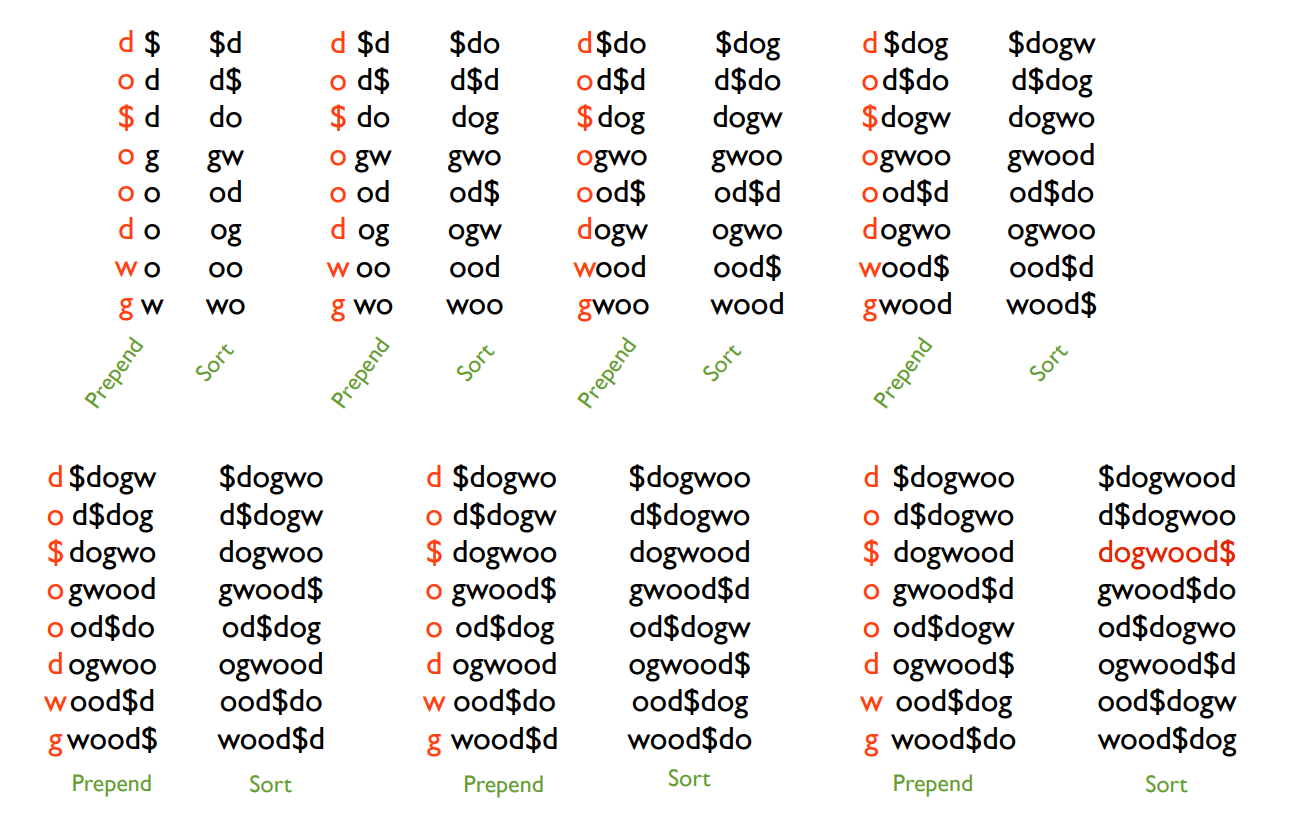 d $ $d d $d $do d $do $dog d $dog $dogw
o d d$ o d$ d$d o d$d d$do o d$do d$dog
$ d do $ do dog $ dog dogw $ dogw dogwo
o g gw o gw gwo o gwo gwoo o gwoo gwood
o o od o od od$ o od$ od$d o od$d od$do
d o og d og ogw d ogw ogwo d ogwo ogwoo
w o oo w oo ood w ood ood$ w ood$ ood$d
g w wo g wo woo g woo wood g wood wood$
Prepend Sort Prepend Sort Prepend Sort Prepend Sort
d $dogw $dogwo d $dogwo $dogwoo d $dogwoo $dogwood
o d$dog d$dogw o d$dogw d$dogwo o d$dogwo d$dogwoo
$ dogwo dogwoo $ dogwoo dogwood $ dogwood dogwood$
o gwood gwood$ o gwood$ gwood$d o gwood$d gwood$do
o od$do od$dog o od$dog od$dogw o od$dogw od$dogwo
d ogwoo ogwood d ogwood ogwood$ d ogwood$ ogwood$d
w ood$d ood$do w ood$do ood$dog w ood$dog ood$dogw
g wood$ wood$d g wood$d wood$do g wood$do wood$dog
Prepend Sort Prepend Sort Prepend Sort